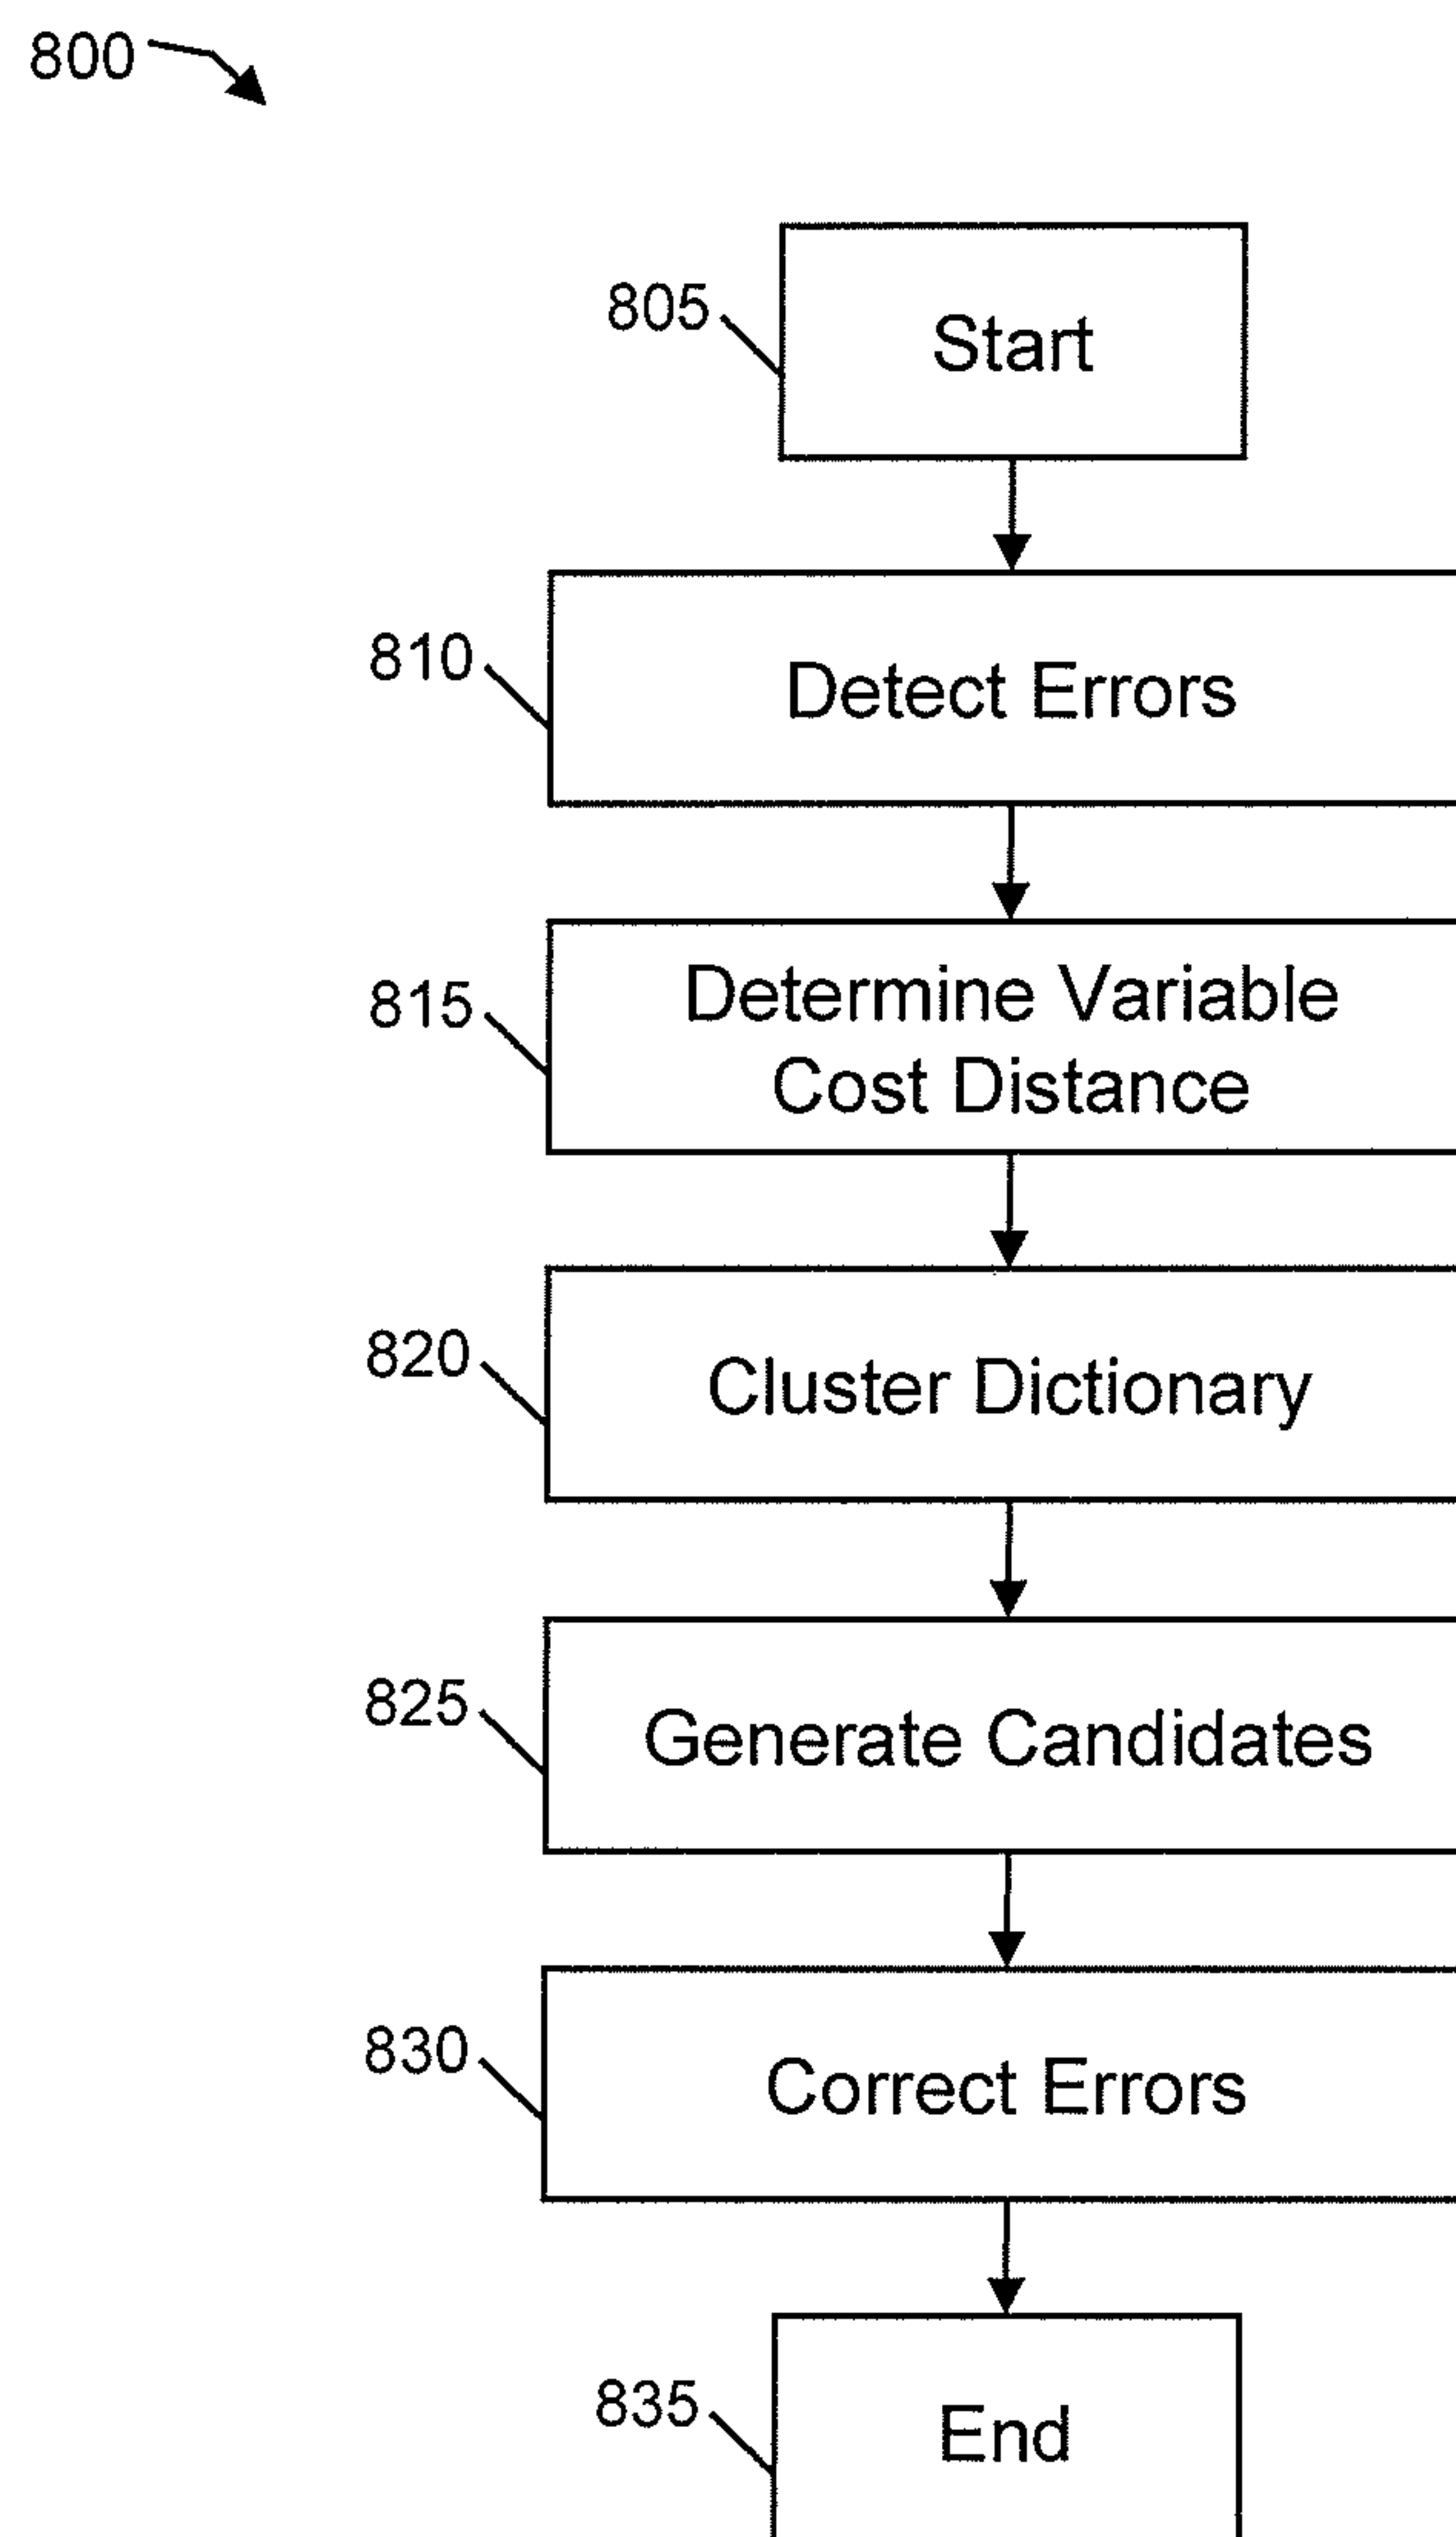 800
805
Start
810
Detect Errors
815
Determine Variable
Cost Distance
820
Cluster Dictionary
825
Generate Candidates
830
Correct Errors
835
End